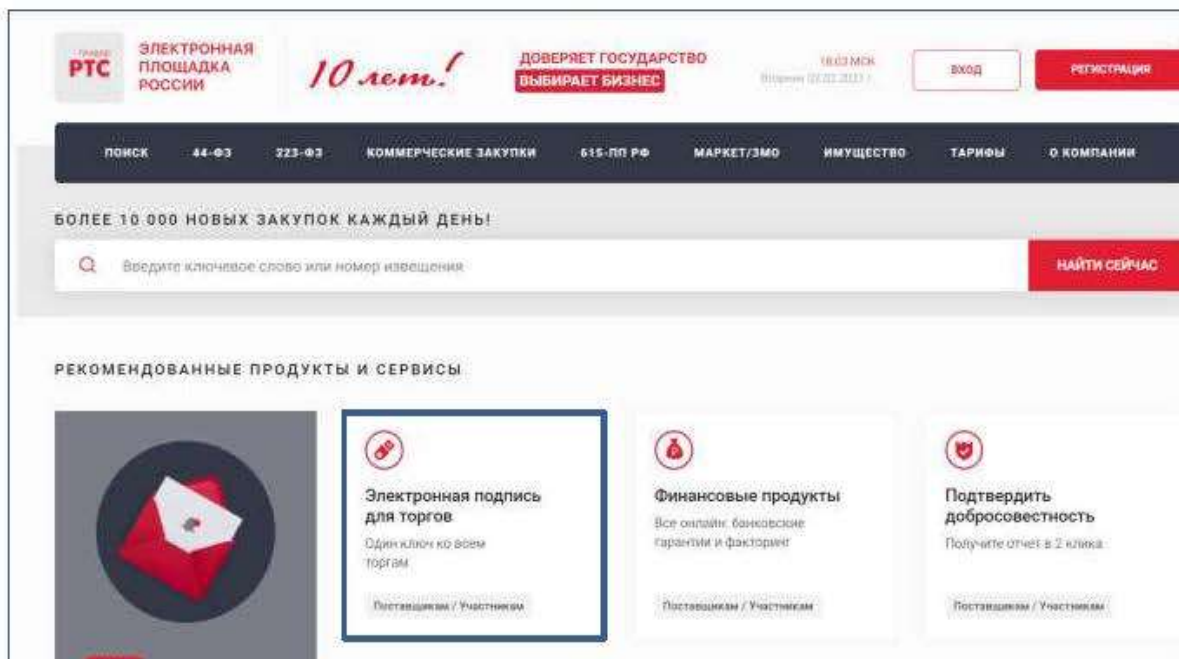 РТС
ЭЛЕКТРОННАЯ
ПЛОЩАДКА
РОССИИ
10 лет!
ДОВЕРЯЕТ ГОСУДАРСТВО
ВЫБИРАЕТ БИЗНЕС
18:03 МСК
ВХОД
РЕГИСТРАЦИЯ
ПОИСК 44-ФЗ 223-ФЗ КОММЕРЧЕСКИЕ ЗАКУПКИ 615-ПП РФ МАРКЕТ/ЗМО ИМУЩЕСТВО ТАРИФЫ О КОМПАНИИ
БОЛЕЕ 10 000 НОВЫХ ЗАКУПОК КАЖДЫЙ ДЕНЬ!
Введите ключевое слово или номер извещения
НАЙТИ СЕЙЧАС
РЕКОМЕНДОВАННЫЕ ПРОДУКТЫ И СЕРВИСЫ
Электронная подпись
для торгов
Один ключ ко всем
торгам
Поставщикам / Участникам
Финансовые продукты
Все онлайн: банковские
гарантии и факторинг
Поставщикам / Участникам
Подтвердить
добросовестность
Получите отчет в 2 клика
Поставщикам / Участникам